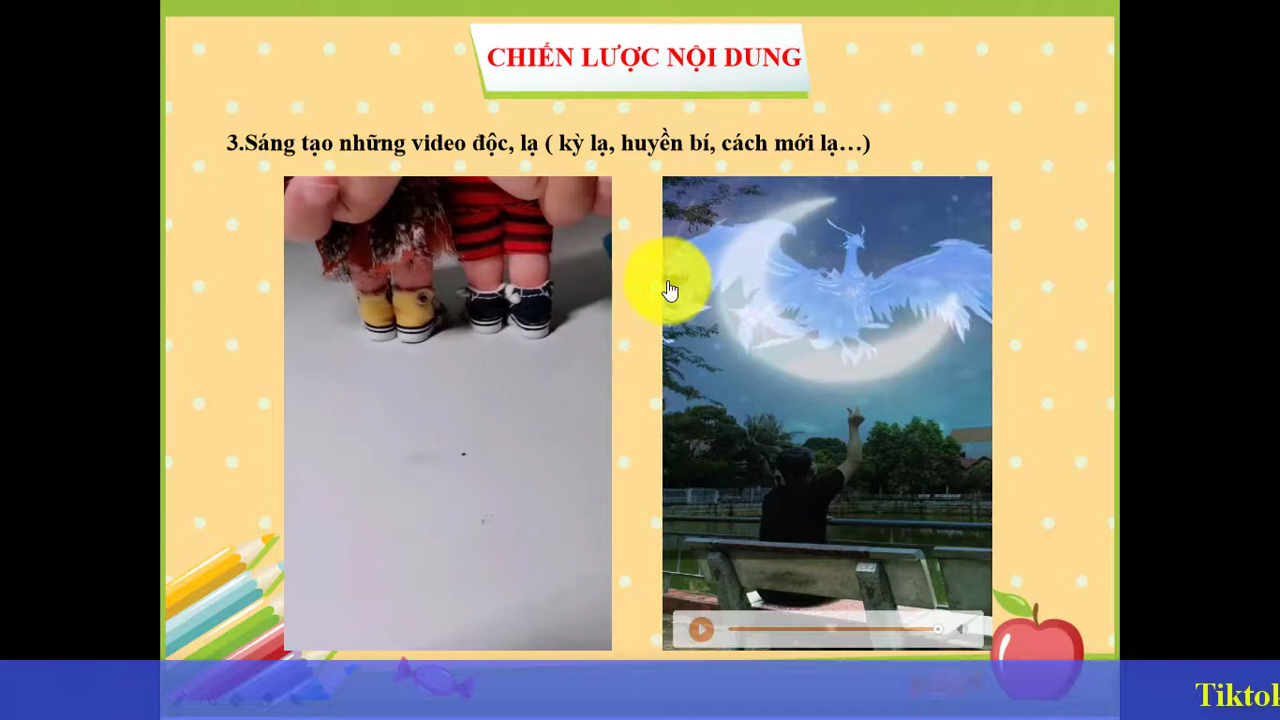 CHIẾN LƯỢC NỘI DUNG
3.Sáng tạo những video độc, lạ ( kỳ lạ, huyền bí, cách mới lạ…)
Tiktok